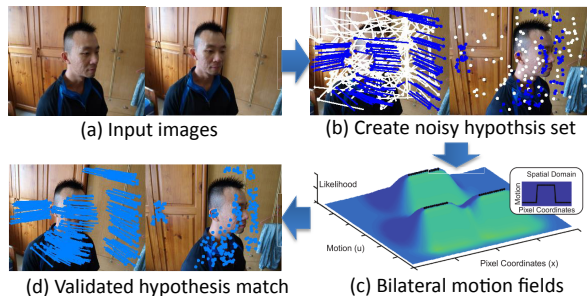 (a) Input images
(b) Create noisy hypothsis set
Likelihood
Spatial Domain
Motion
Pixel Coordinates
Motion (u)
Pixel Coordinates (x)
(d) Validated hypothesis match
(c) Bilateral motion fields